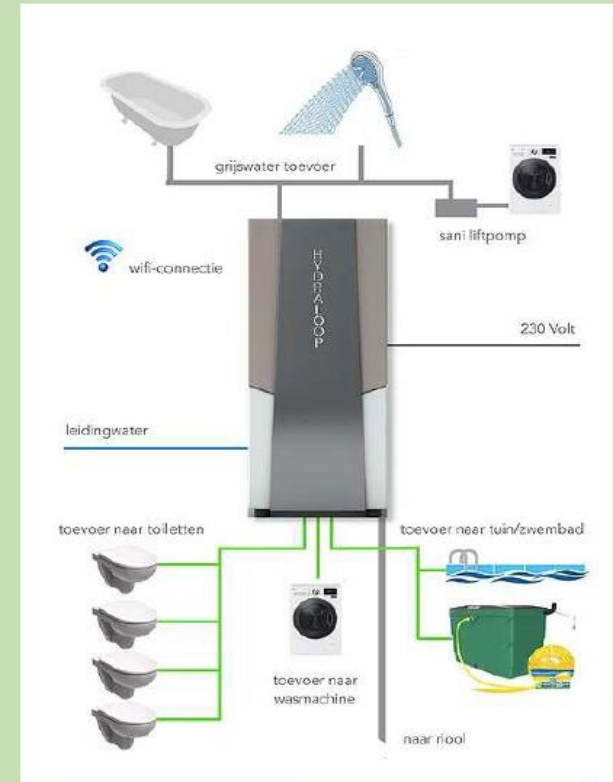 grijswater toevoer
sani liftpomp
wifi-connectie
HYDRALOOP
230 Volt
leidingwater
toevoer naar toiletten
toevoer naar tuin/zwembad
toevoer naar
wasmachine
naar riool